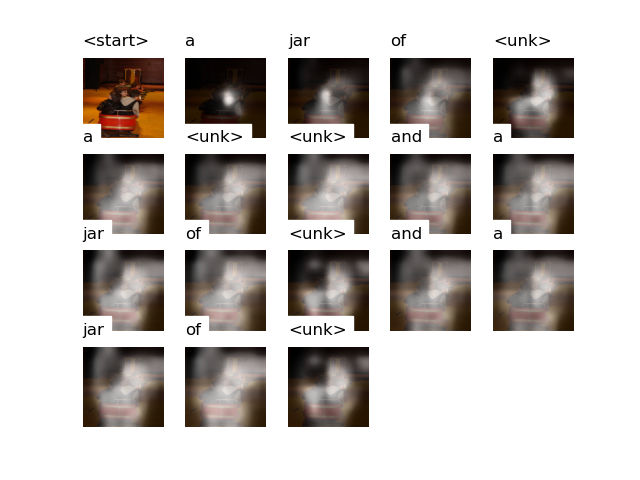 <start> a jar of <unk>
a <unk> <unk> and a
jar of <unk> and a
jar of <unk>